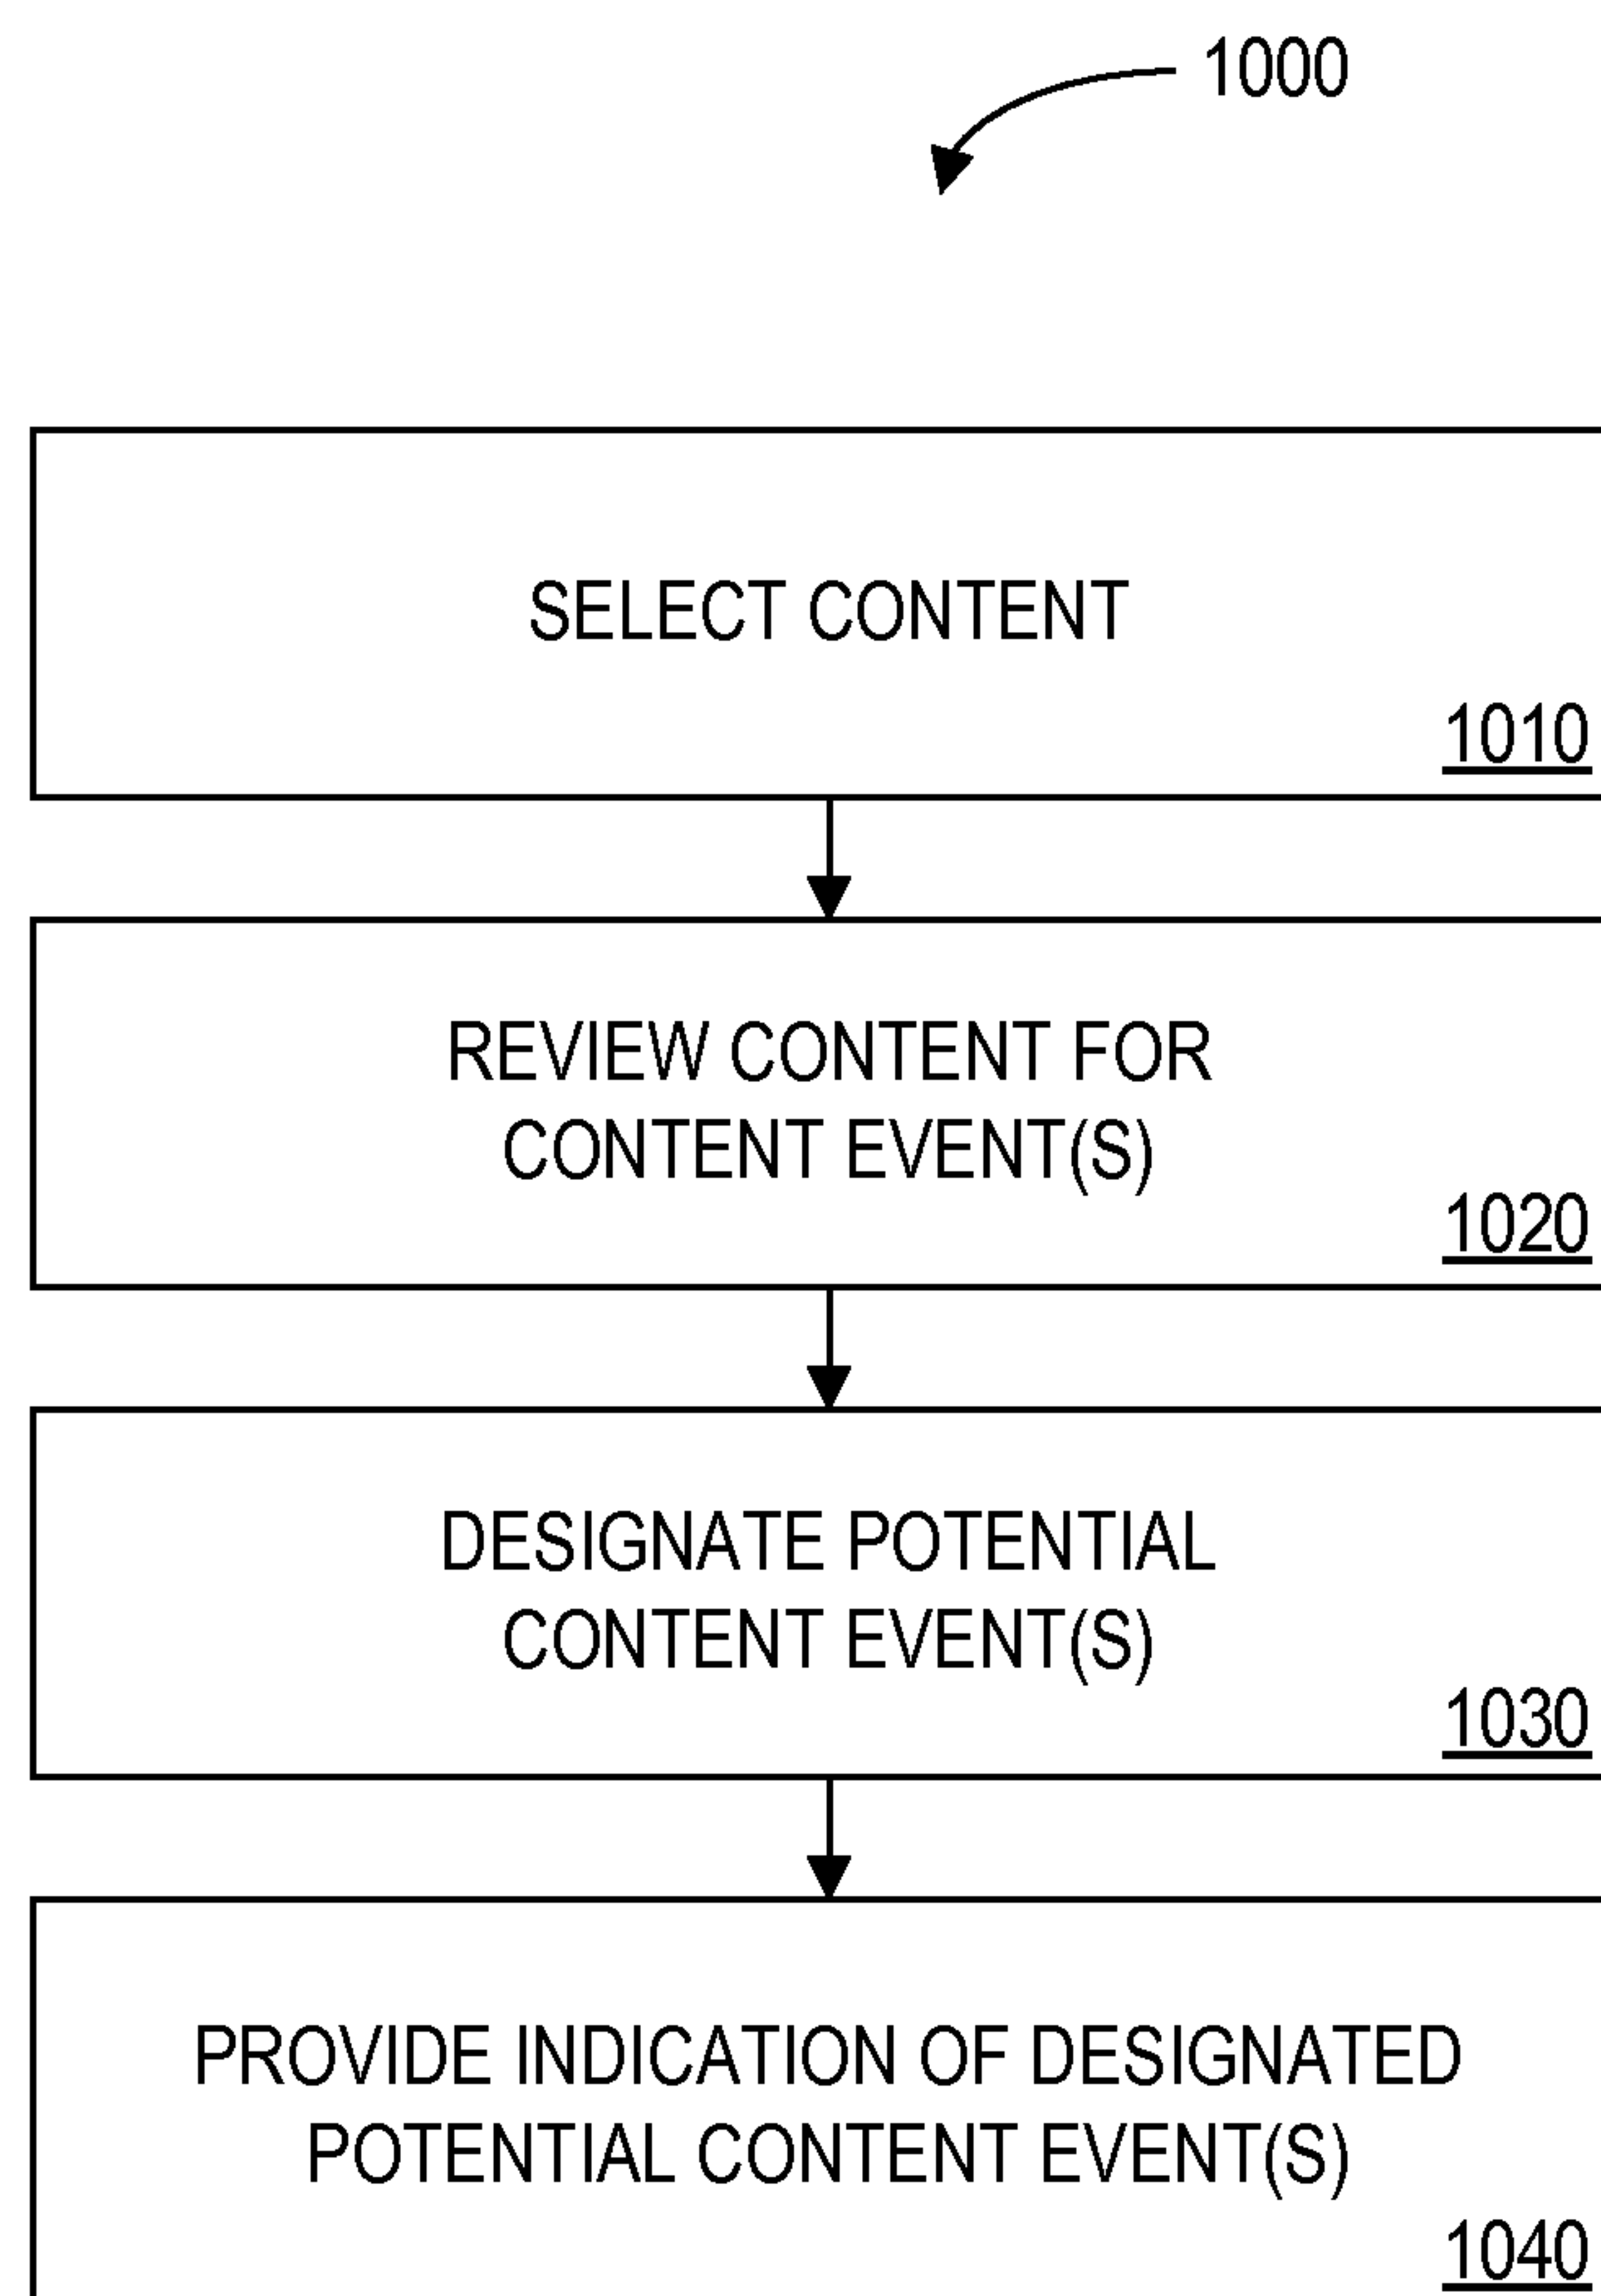 1000
SELECT CONTENT
1010
REVIEW CONTENT FOR
CONTENT EVENT(S)
1020
DESIGNATE POTENTIAL
CONTENT EVENT(S)
1030
PROVIDE INDICATION OF DESIGNATED
POTENTIAL CONTENT EVENT(S)
1040